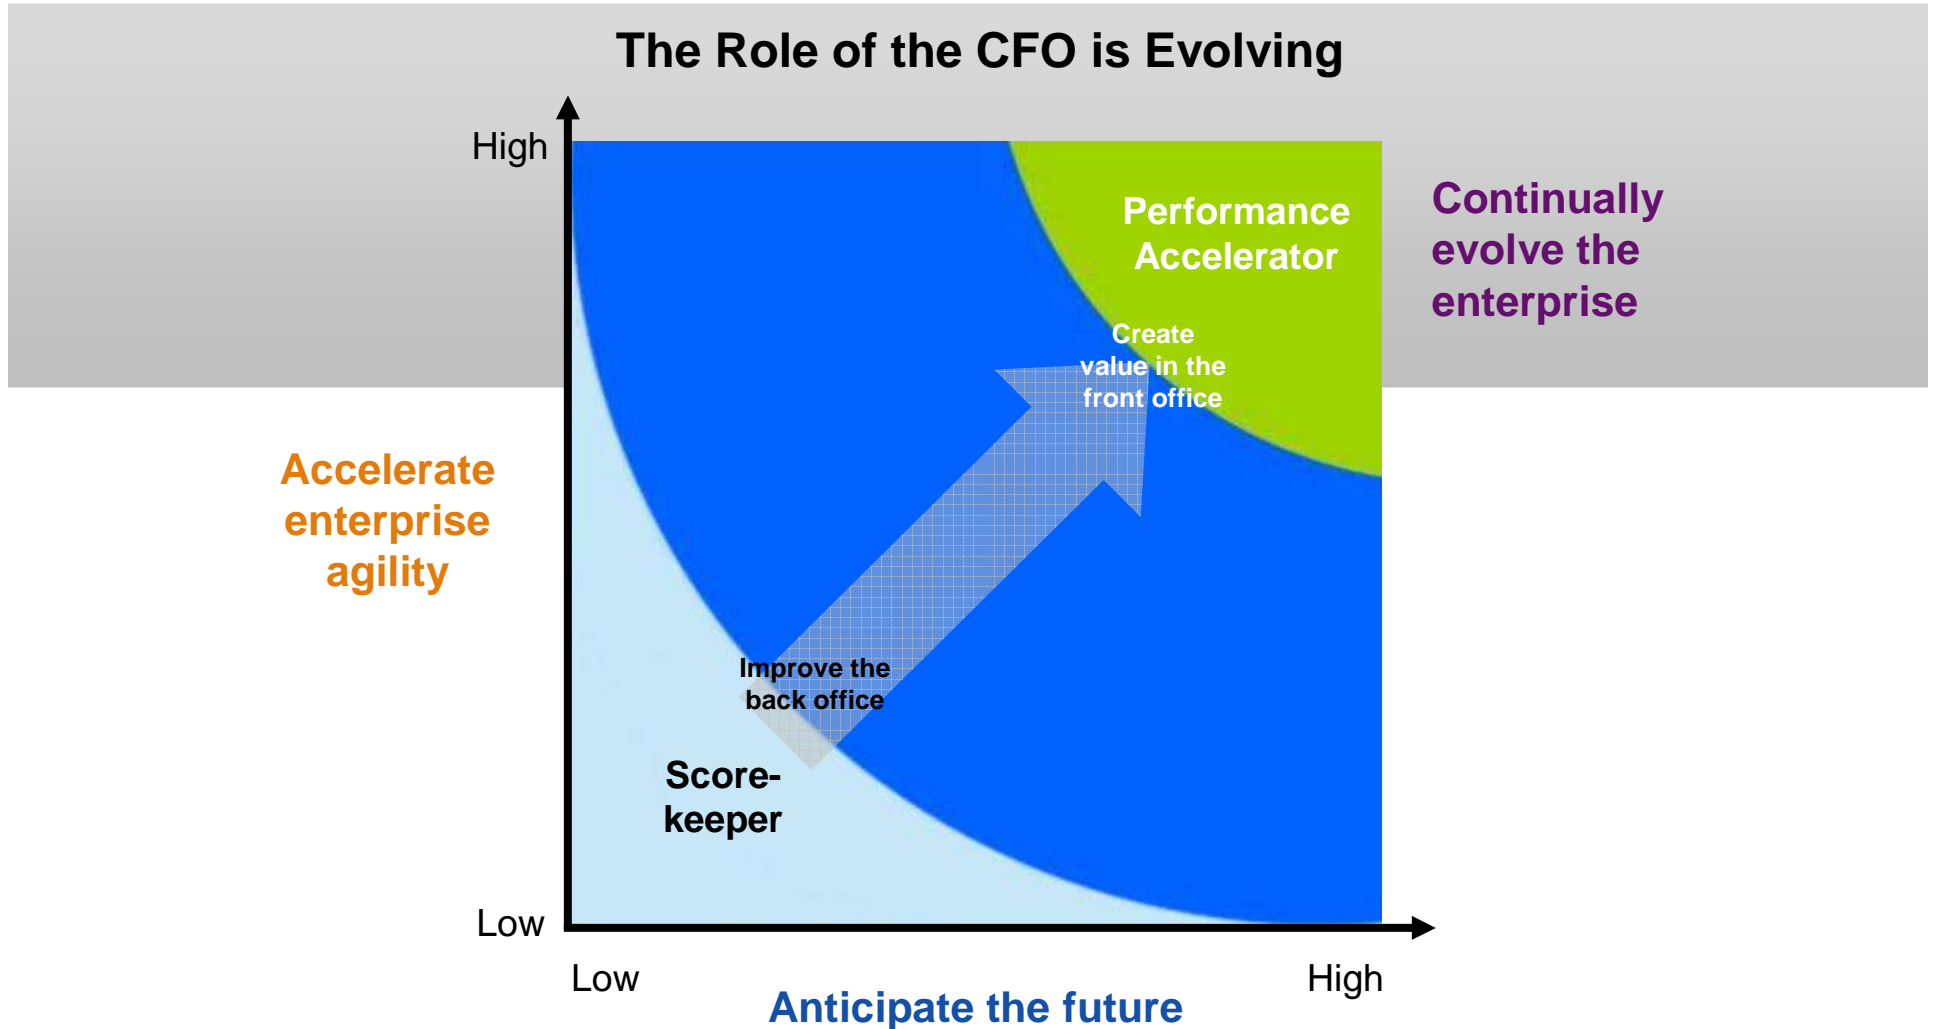 The Role of the CFO is Evolving
High
Performance
Accelerator
Continually
evolve the
enterprise
Create
value in the
front office
Accelerate
enterprise
agility
Improve the
back office
Score-
keeper
Low
Low
High
Anticipate the future